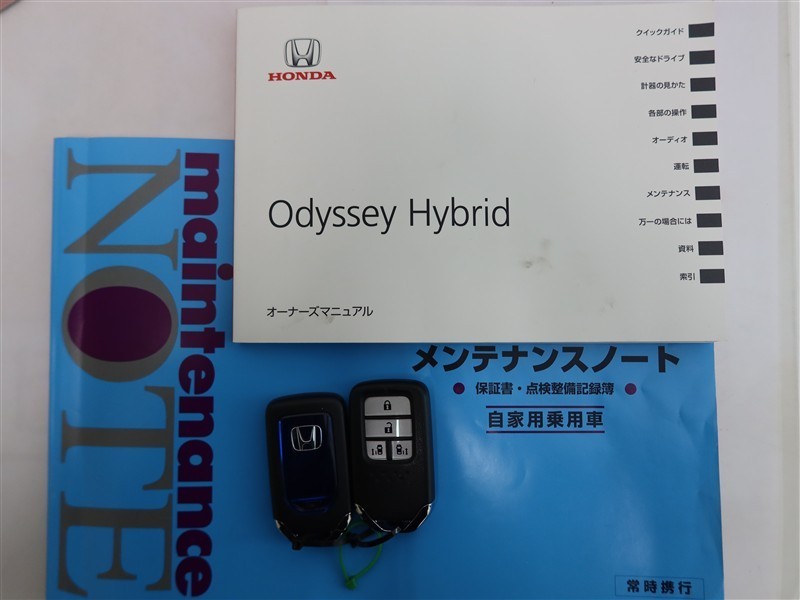 HONDA
Odyssey Hybrid
オーナーズマニュアル
クイックガイド
安全なドライブ
計器の見かた
各部の操作
オーディオ
運転
メンテナンス
万一の場合には
資料
索引
maintenance
NOTE
メンテナンスノート
● 保証書・点検整備記録簿 ●
自家用乗用車
常時携行